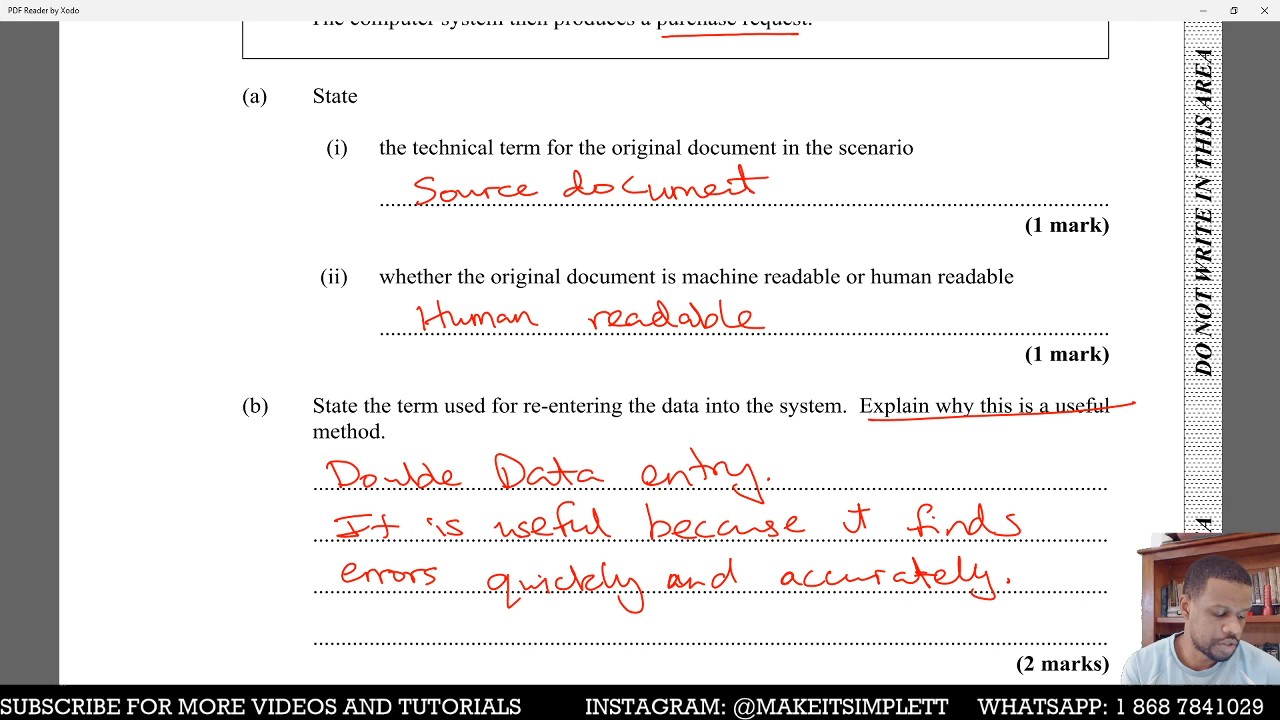 PDF Reader by Xodo
The computer system then produces a purchase request.
(a) State
(i) the technical term for the original document in the scenario
Source document
(1 mark)
(ii) whether the original document is machine readable or human readable
Human readable
(1 mark)
(b) State the term used for re-entering the data into the system. Explain why this is a useful
method.
Double Data entry.
It is useful because it finds
errors quickly and accurately.
(2 marks)
DO NOT WRITE IN THIS AREA
SUBSCRIBE FOR MORE VIDEOS AND TUTORIALS INSTAGRAM: @MAKEITSIMPLETT WHATSAPP: 1 868 7841029